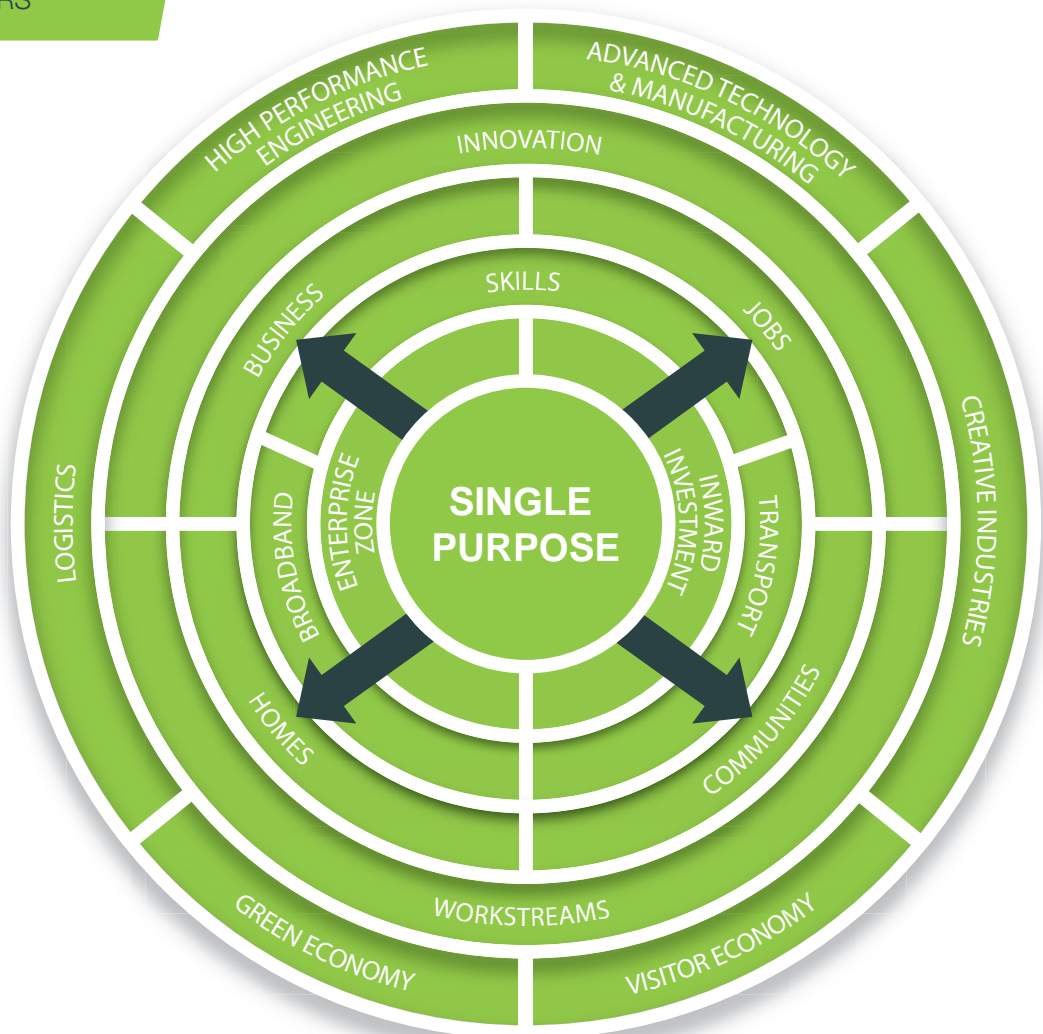 HIGH PERFORMANCE
ENGINEERING
ADVANCED TECHNOLOGY
& MANUFACTURING
INNOVATION
BUSINESS
SKILLS
JOBS
LOGISTICS
BROADBAND
ENTERPRISE
ZONE
SINGLE
PURPOSE
INWARD
INVESTMENT
TRANSPORT
CREATIVE INDUSTRIES
HOMES
COMMUNITIES
WORKSTREAMS
GREEN ECONOMY
VISITOR ECONOMY